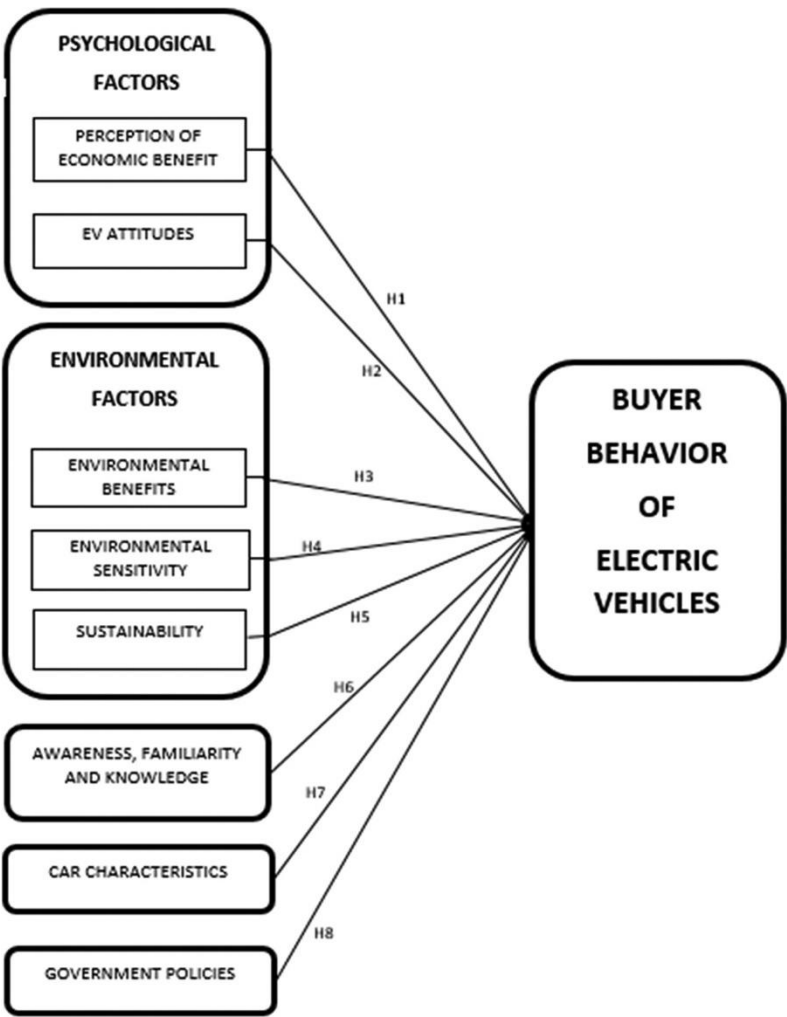 PSYCHOLOGICAL
FACTORS
PERCEPTION OF
ECONOMIC BENEFIT
EV ATTITUDES
H1
H2
ENVIRONMENTAL
FACTORS
ENVIRONMENTAL
BENEFITS
ENVIRONMENTAL
SENSITIVITY
SUSTAINABILITY
H3
H4
H5
H6
AWARENESS, FAMILIARITY
AND KNOWLEDGE
H7
CAR CHARACTERISTICS
H8
GOVERNMENT POLICIES
BUYER
BEHAVIOR
OF
ELECTRIC
VEHICLES